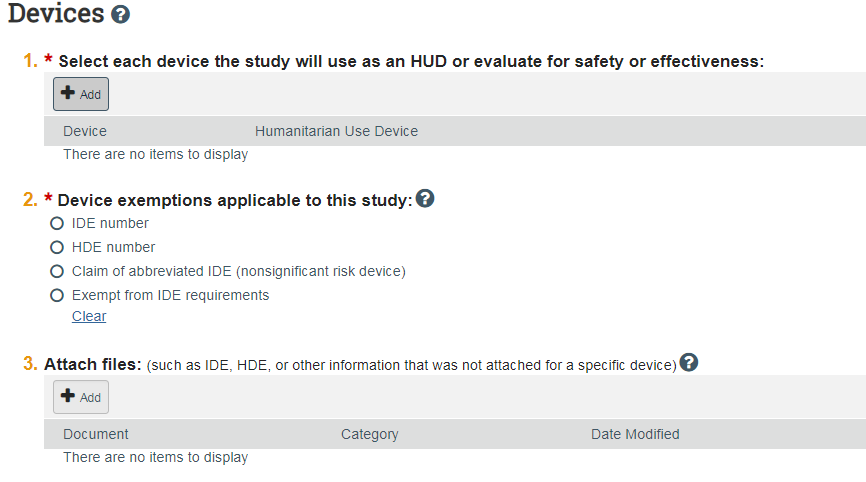 Devices ?
1. * Select each device the study will use as an HUD or evaluate for safety or effectiveness:
+ Add
Device Humanitarian Use Device
There are no items to display
2. * Device exemptions applicable to this study: ?
IDE number
HDE number
Claim of abbreviated IDE (nonsignificant risk device)
Exempt from IDE requirements
Clear
3. Attach files: (such as IDE, HDE, or other information that was not attached for a specific device) ?
+ Add
Document Category Date Modified
There are no items to display